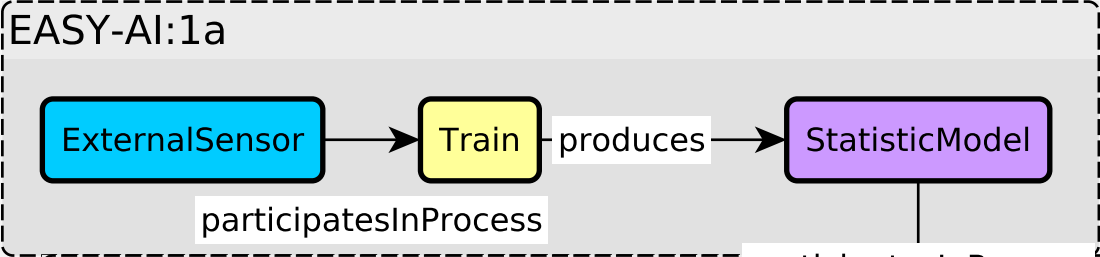 EASY-AI:1a
ExternalSensor
Train
produces
StatisticModel
participatesInProcess